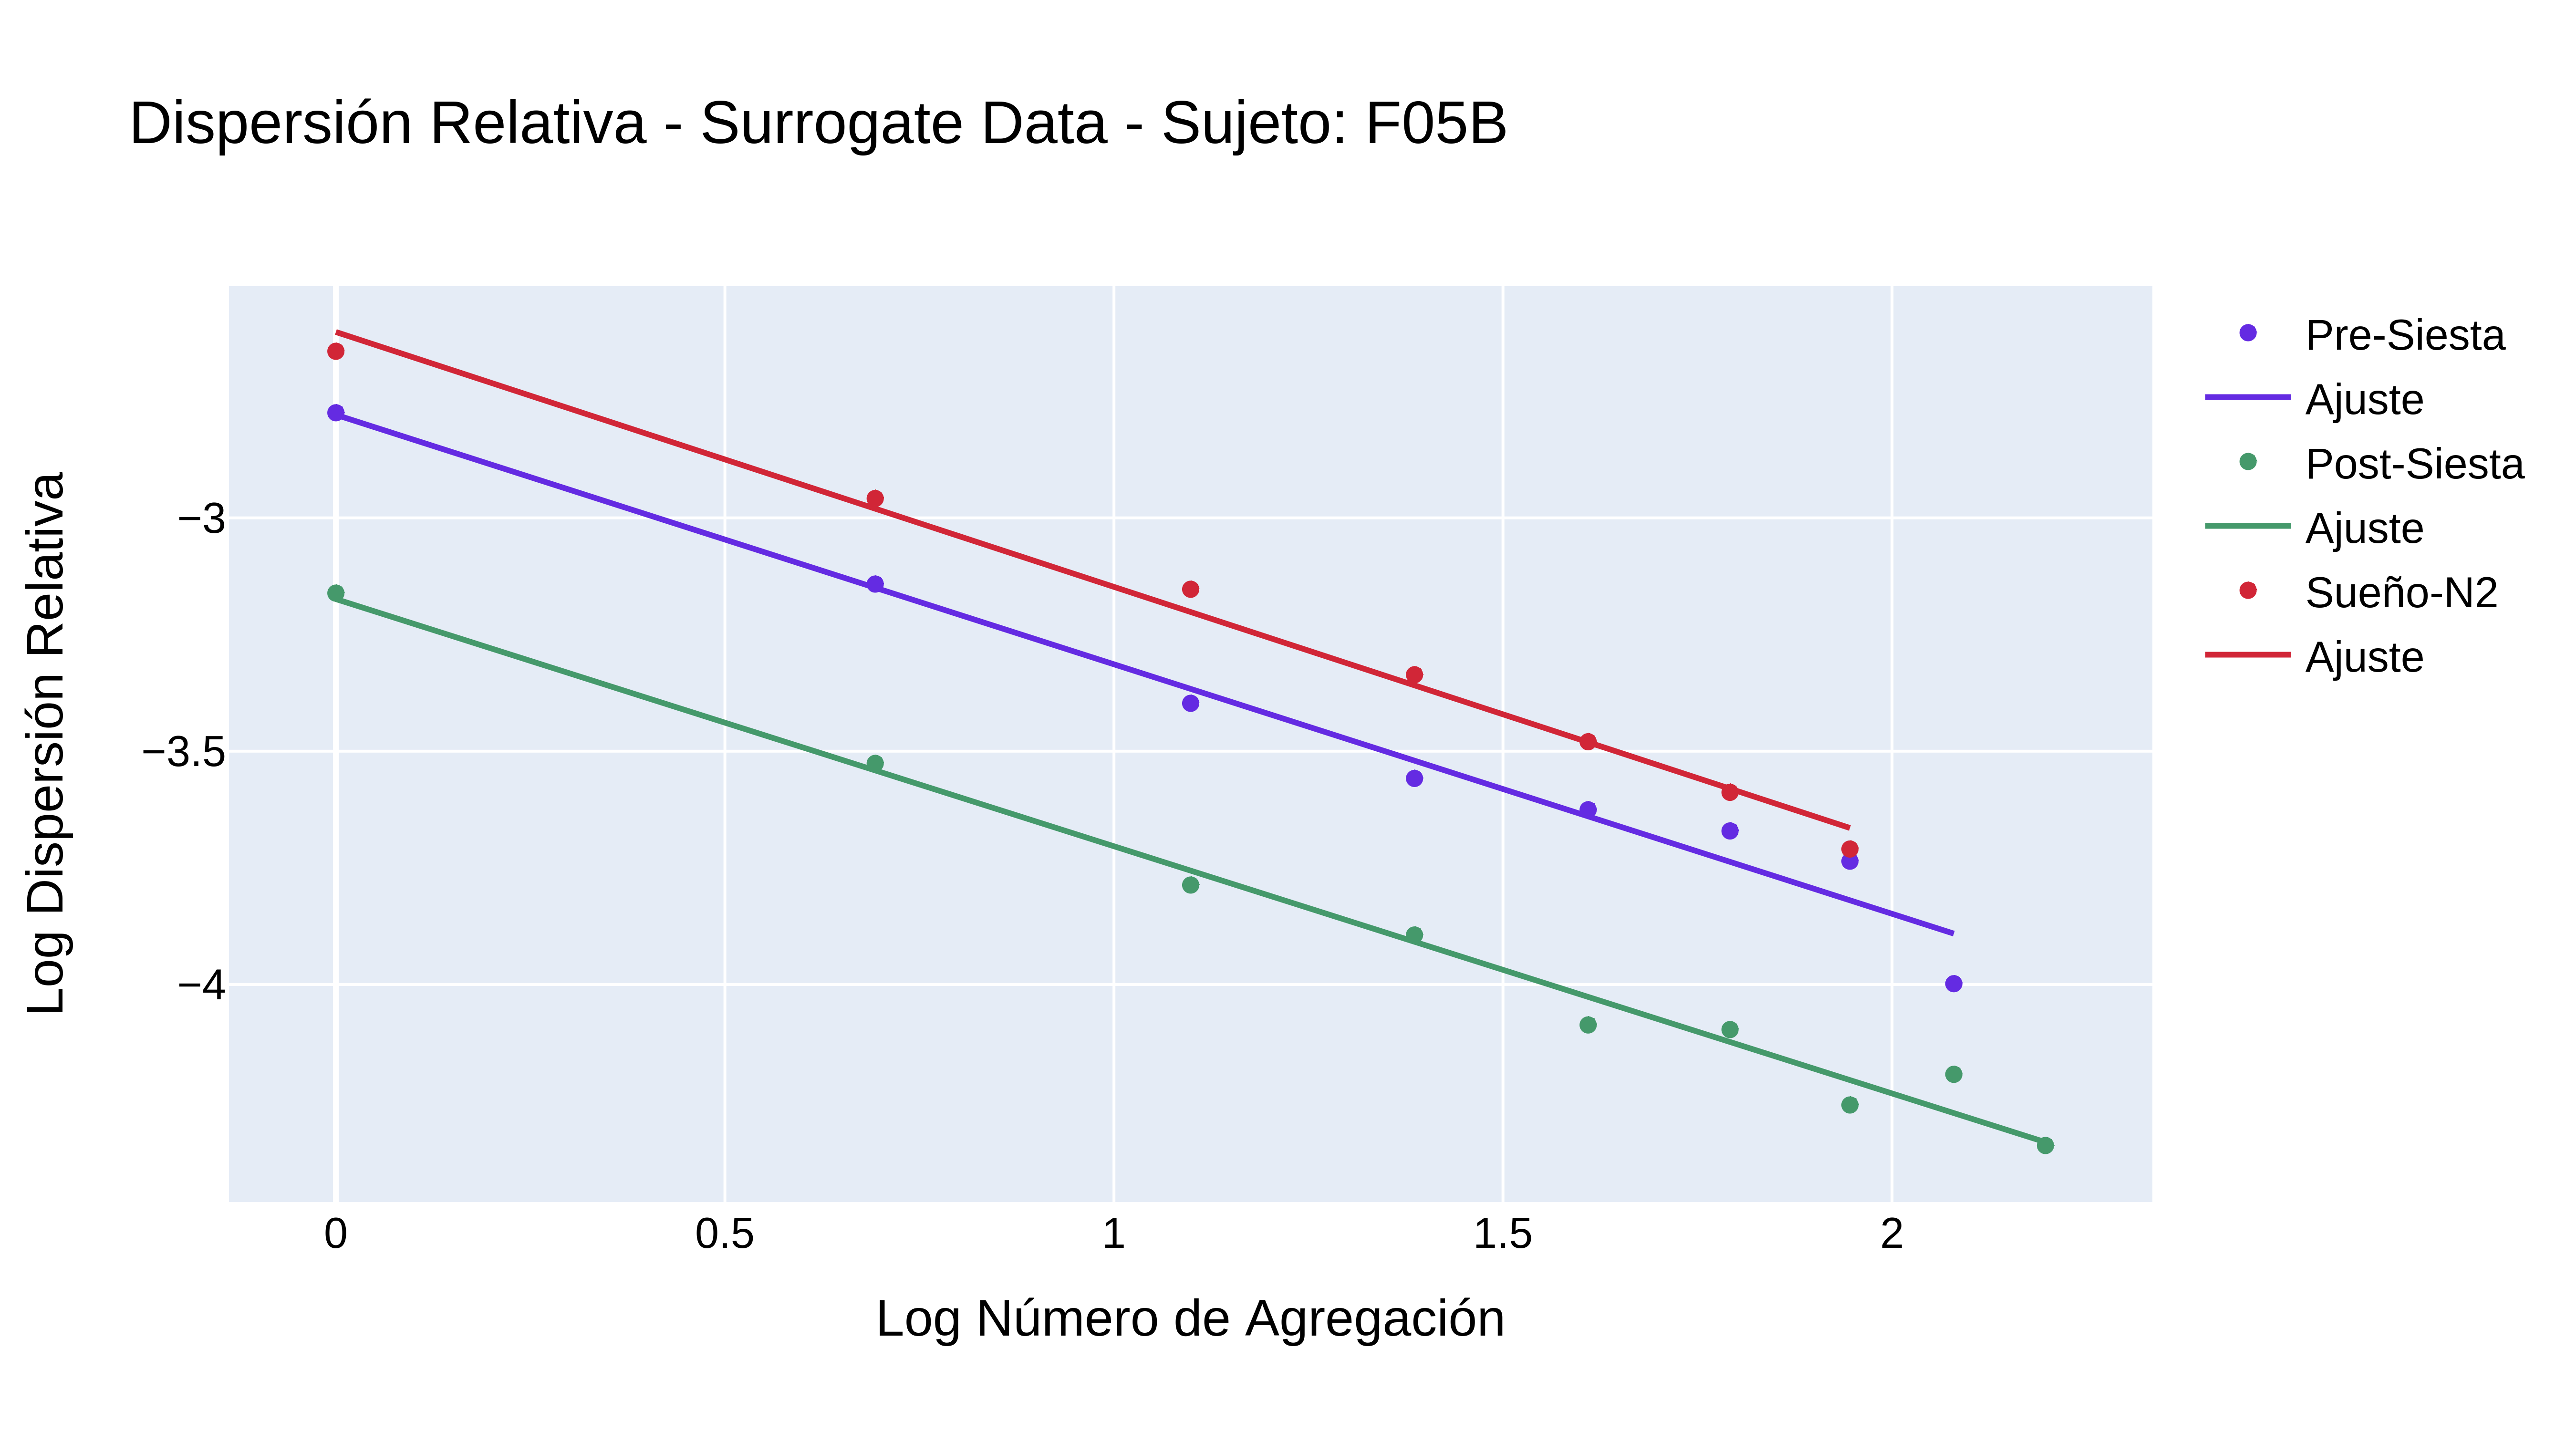 Dispersión Relativa - Surrogate Data - Sujeto: F05B
Pre-Siesta
Ajuste
Post-Siesta
Ajuste
Sueño-N2
Ajuste
Log Dispersión Relativa
−3
−3.5
−4
0
0.5
1
1.5
2
Log Número de Agregación